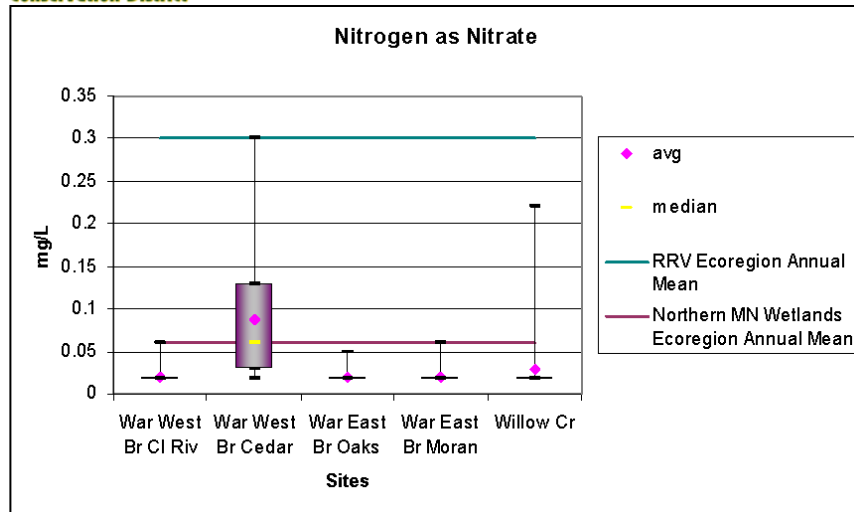 Nitrogen as Nitrate
0.35
0.3
0.25
0.2
0.15
0.1
0.05
0
mg/L
War West
Br Cl Riv
War West
Br Cedar
War East
Br Oaks
War East
Br Moran
Willow Cr
Sites
avg
median
RRV Ecoregion Annual
Mean
Northern MN Wetlands
Ecoregion Annual Mean